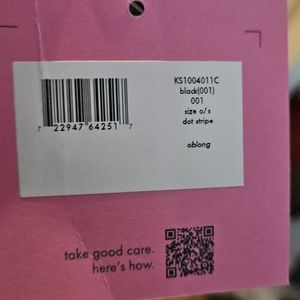 KS1004011C
black(001)
001
size o/s
dot stripe
oblong
7 22947 64251 7
take good care.
here's how.